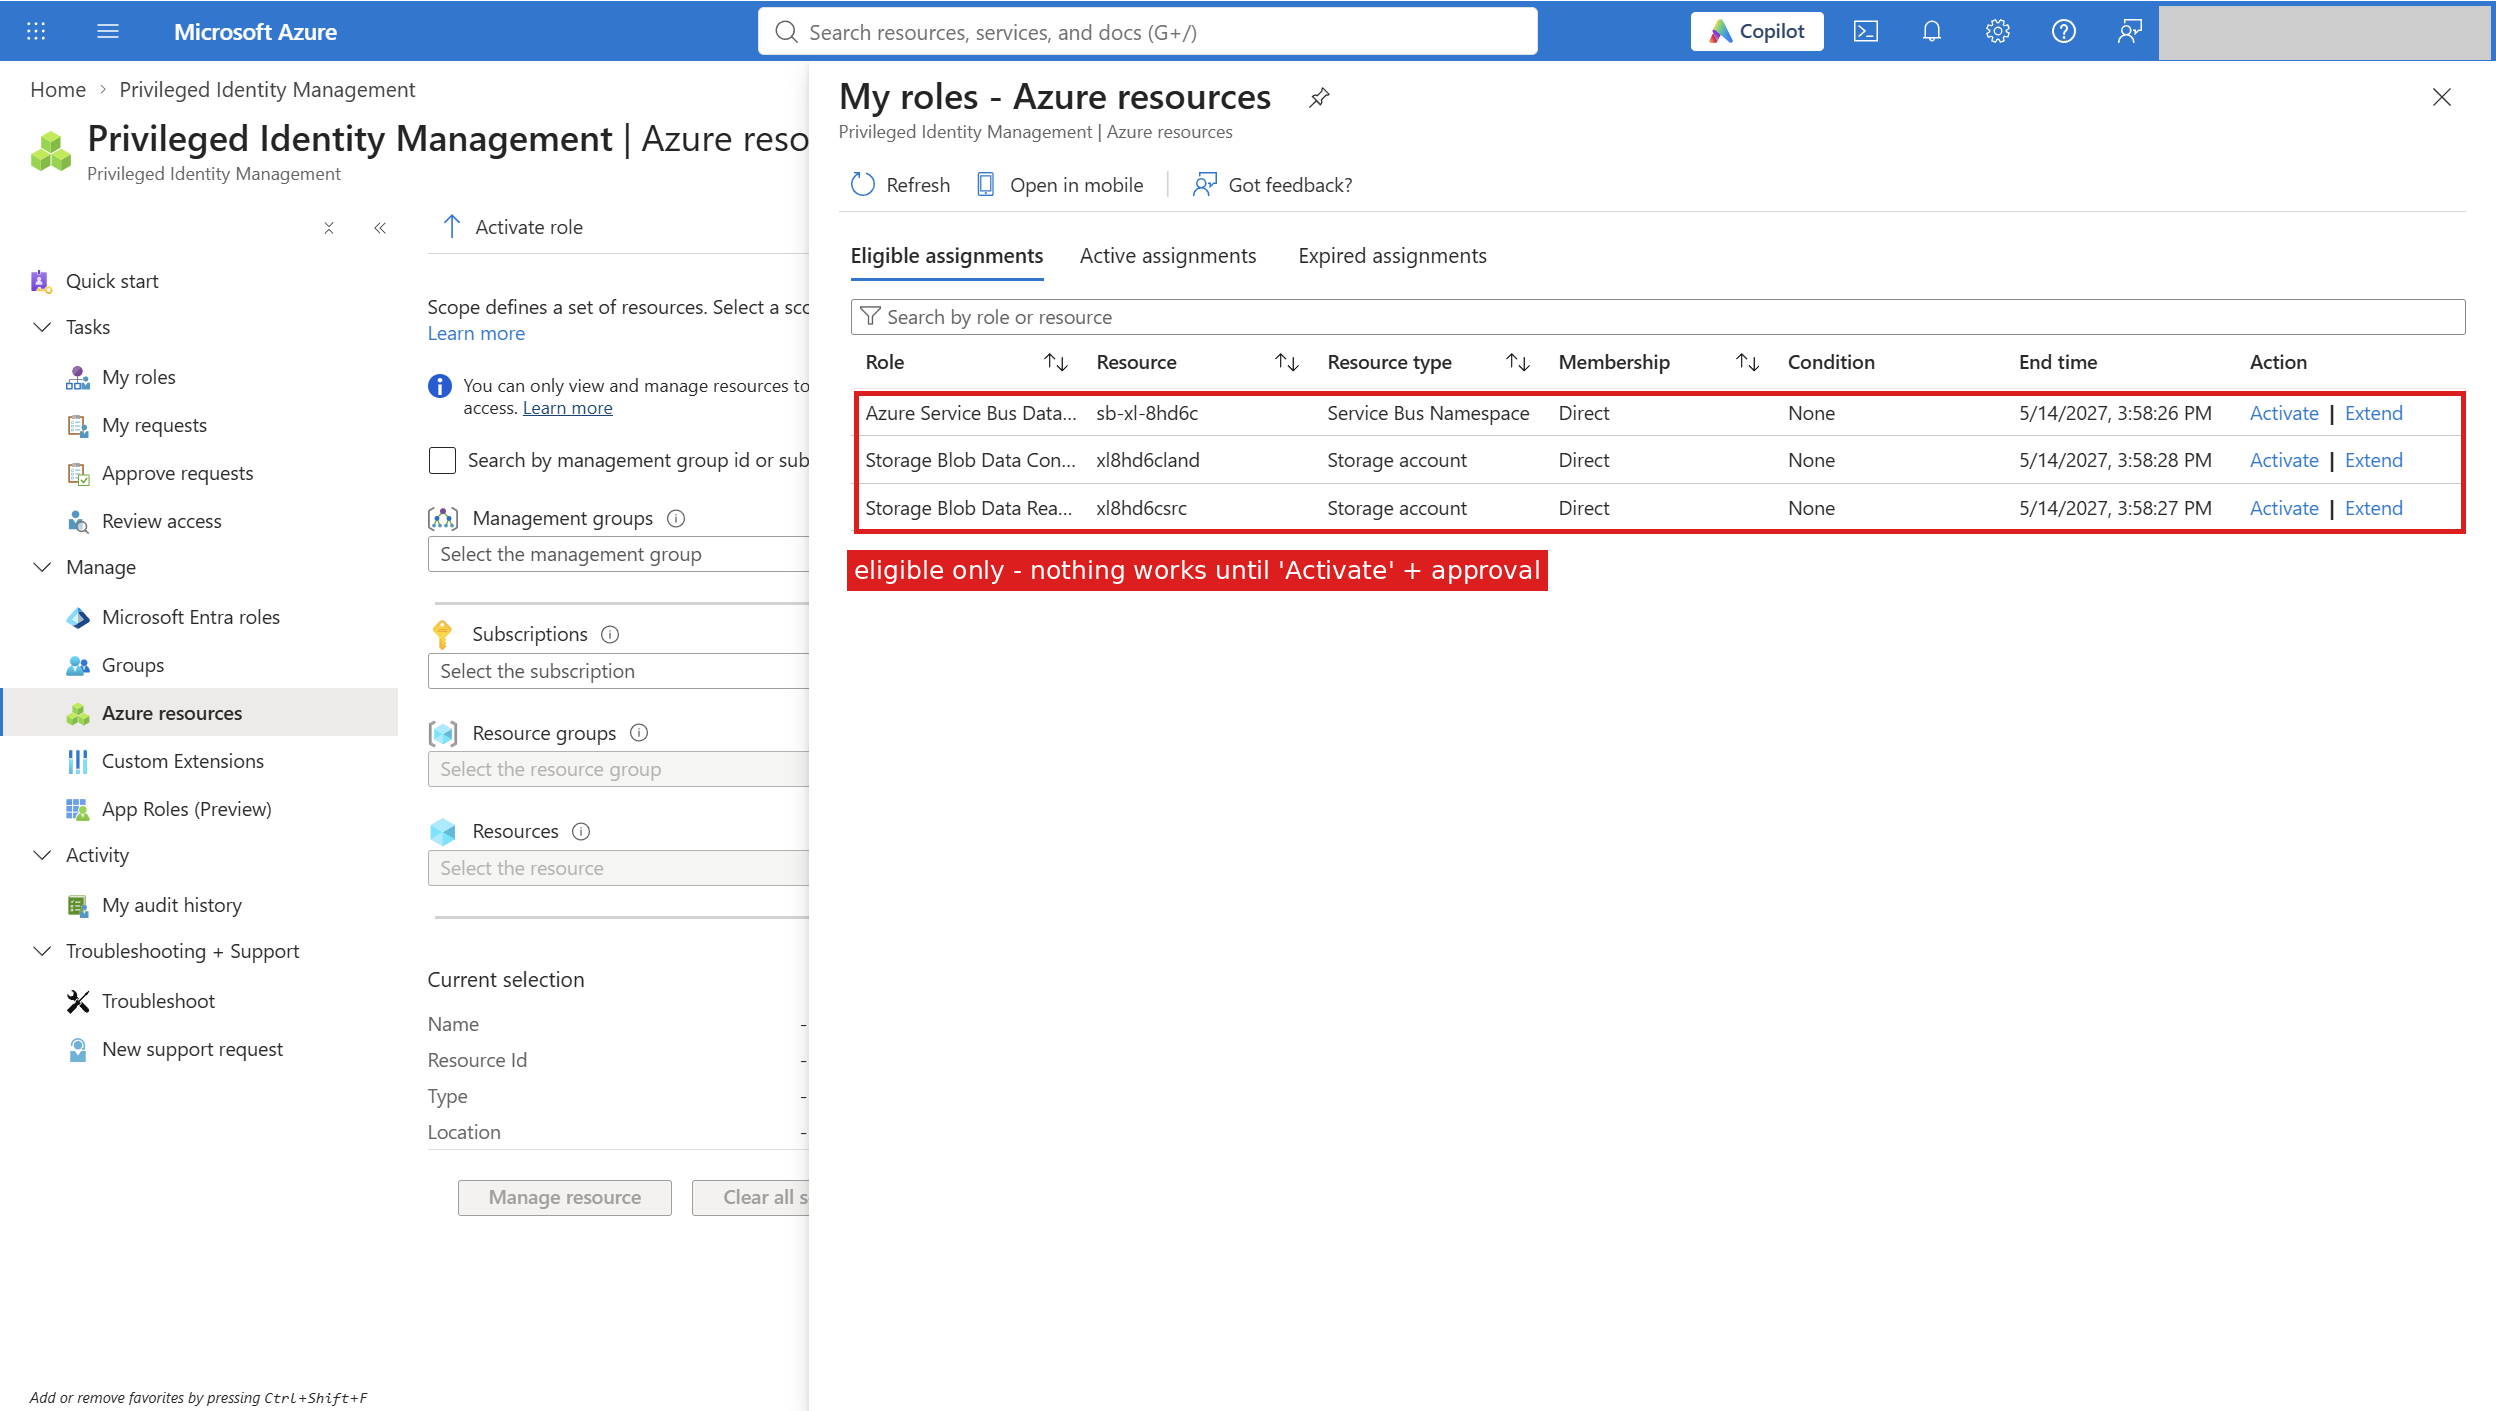 Microsoft Azure
Search resources, services, and docs (G+/)
Copilot
Home > Privileged Identity Management
Privileged Identity Management | Azure reso
Privileged Identity Management
Quick start
Tasks
My roles
My requests
Approve requests
Review access
Manage
Microsoft Entra roles
Groups
Azure resources
Custom Extensions
App Roles (Preview)
Activity
My audit history
Troubleshooting + Support
Troubleshoot
New support request
Add or remove favorites by pressing Ctrl+Shift+F
Activate role
Scope defines a set of resources. Select a sco
Learn more
You can only view and manage resources to
access. Learn more
Search by management group id or sub
Management groups
Select the management group
Subscriptions
Select the subscription
Resource groups
Select the resource group
Resources
Select the resource
Current selection
Name -
Resource Id -
Type -
Location -
Manage resource Clear all s
My roles - Azure resources
Privileged Identity Management | Azure resources
Refresh Open in mobile Got feedback?
Eligible assignments Active assignments Expired assignments
Search by role or resource
Role Resource Resource type Membership Condition End time Action
Azure Service Bus Data... sb-xl-8hd6c Service Bus Namespace Direct None 5/14/2027, 3:58:26 PM Activate | Extend
Storage Blob Data Con... xl8hd6cland Storage account Direct None 5/14/2027, 3:58:28 PM Activate | Extend
Storage Blob Data Rea... xl8hd6csrc Storage account Direct None 5/14/2027, 3:58:27 PM Activate | Extend
eligible only - nothing works until 'Activate' + approval